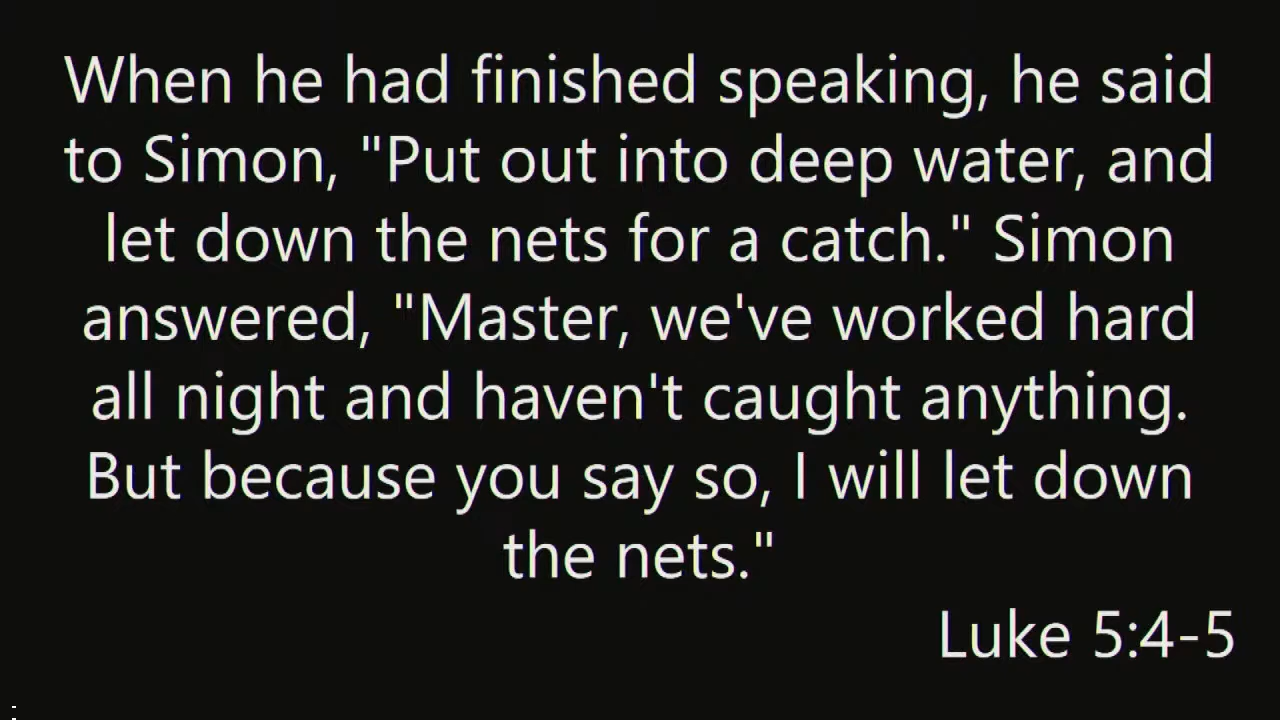 When he had finished speaking, he said
to Simon, "Put out into deep water, and
let down the nets for a catch." Simon
answered, "Master, we've worked hard
all night and haven't caught anything.
But because you say so, I will let down
the nets."
Luke 5:4-5